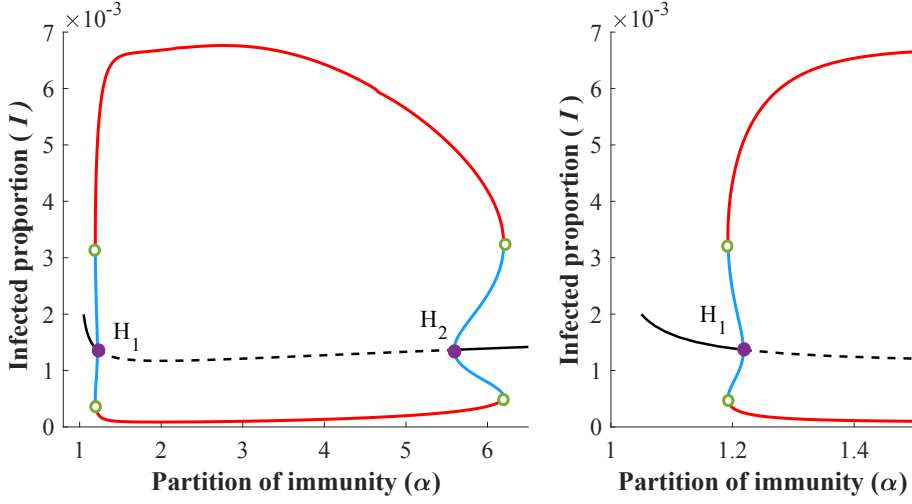 ×10⁻³
7
6
5
4
3
2
1
0
Infected proportion ( I )
H₁
H₂
1 2 3 4 5 6
Partition of immunity (α)
×10⁻³
7
6
5
4
3
2
1
0
Infected proportion ( I )
H₁
1 1.2 1.4
Partition of immunity (α)